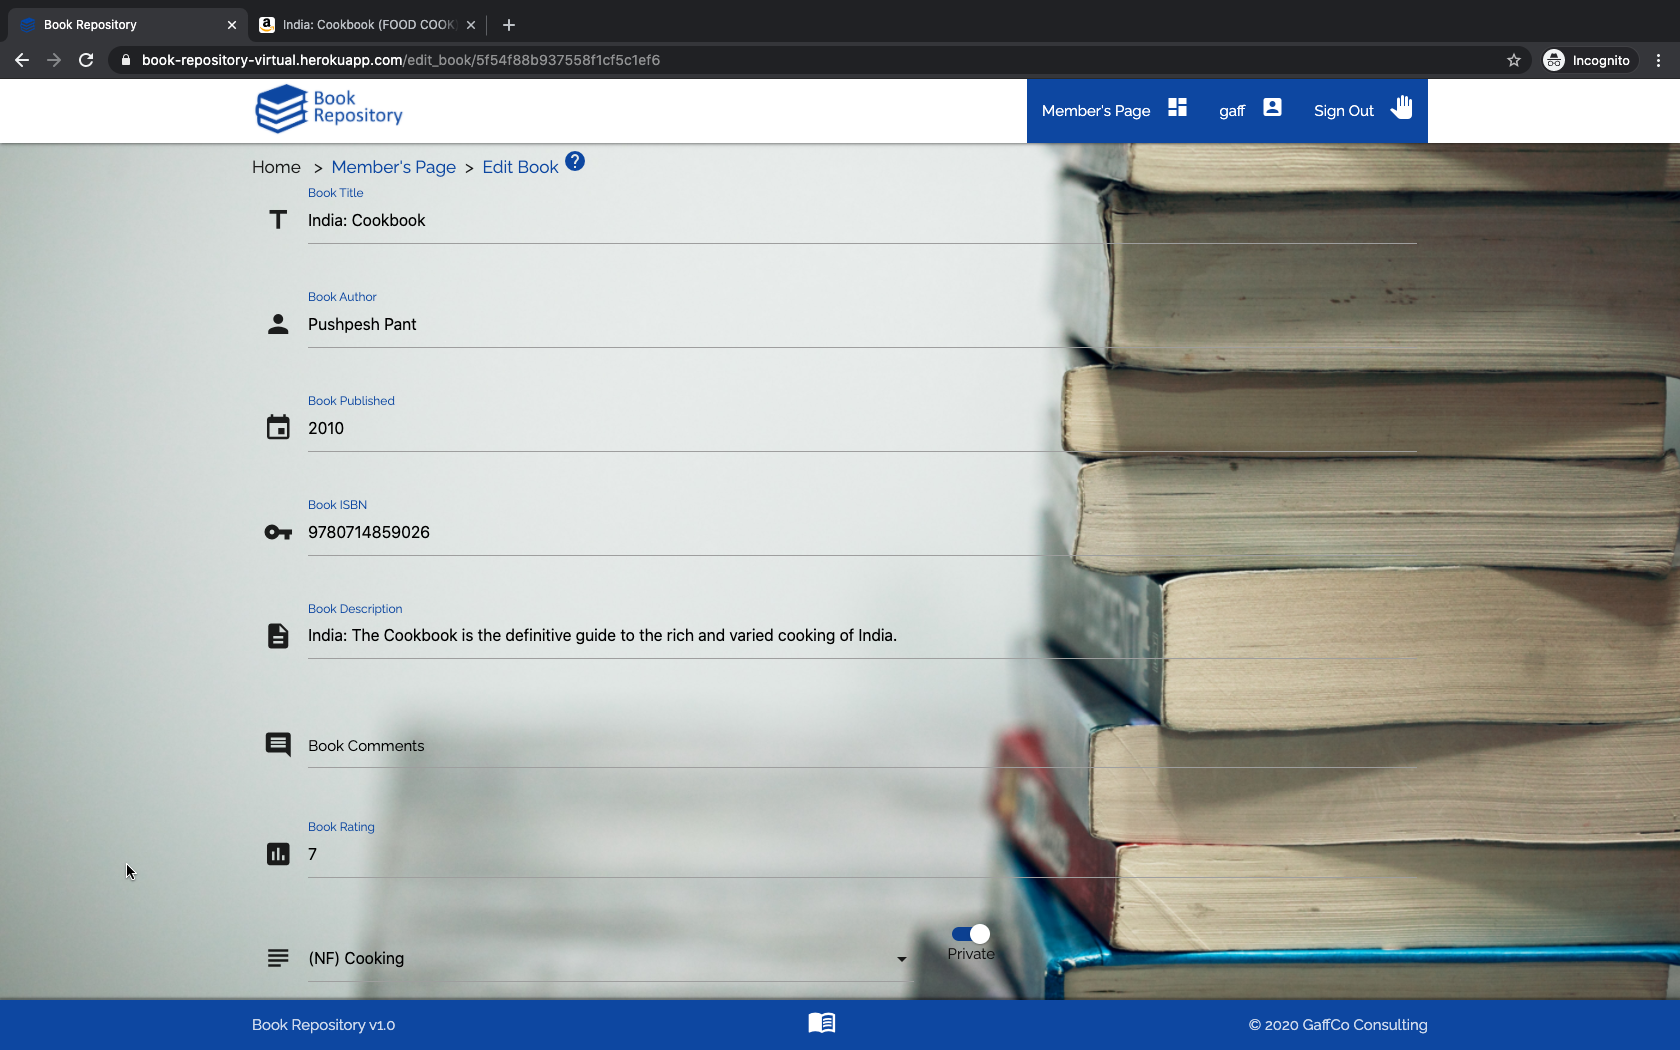 Book Repository
India: Cookbook (FOOD COOK
book-repository-virtual.herokuapp.com/edit_book/5f54f88b937558f1cf5c1ef6
Incognito
Book Repository
Member's Page
gaff
Sign Out
Home > Member's Page > Edit Book ?
Book Title
India: Cookbook
Book Author
Pushpesh Pant
Book Published
2010
Book ISBN
9780714859026
Book Description
India: The Cookbook is the definitive guide to the rich and varied cooking of India.
Book Comments
Book Rating
7
(NF) Cooking
Private
Book Repository v1.0
© 2020 GaffCo Consulting